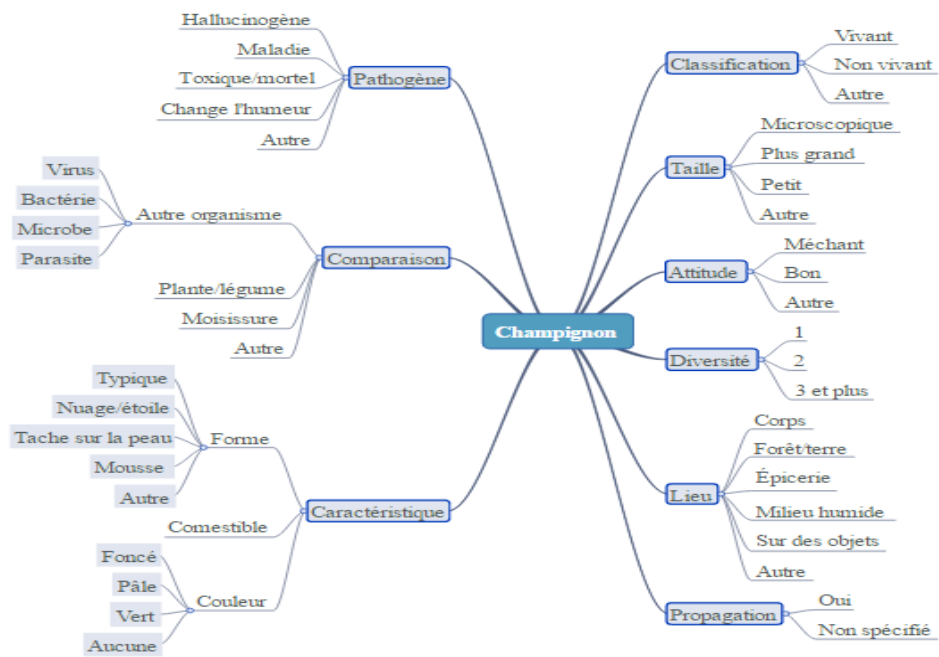 Champignon
Pathogène
Hallucinogène
Maladie
Toxique/mortel
Change l'humeur
Autre
Comparaison
Autre organisme
Virus
Bactérie
Microbe
Parasite
Plante/légume
Moisissure
Autre
Caractéristique
Forme
Typique
Nuage/étoile
Tache sur la peau
Mousse
Autre
Comestible
Couleur
Foncé
Pâle
Vert
Aucune
Classification
Vivant
Non vivant
Autre
Taille
Microscopique
Plus grand
Petit
Autre
Attitude
Méchant
Bon
Autre
Diversité
1
2
3 et plus
Lieu
Corps
Forêt/terre
Épicerie
Milieu humide
Sur des objets
Autre
Propagation
Oui
Non spécifié